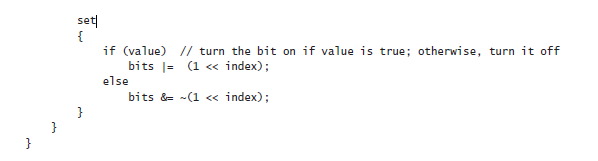 set
{
if (value) // turn the bit on if value is true; otherwise, turn it off
bits |= (1 << index);
else
bits &= ~(1 << index);
}
}
}